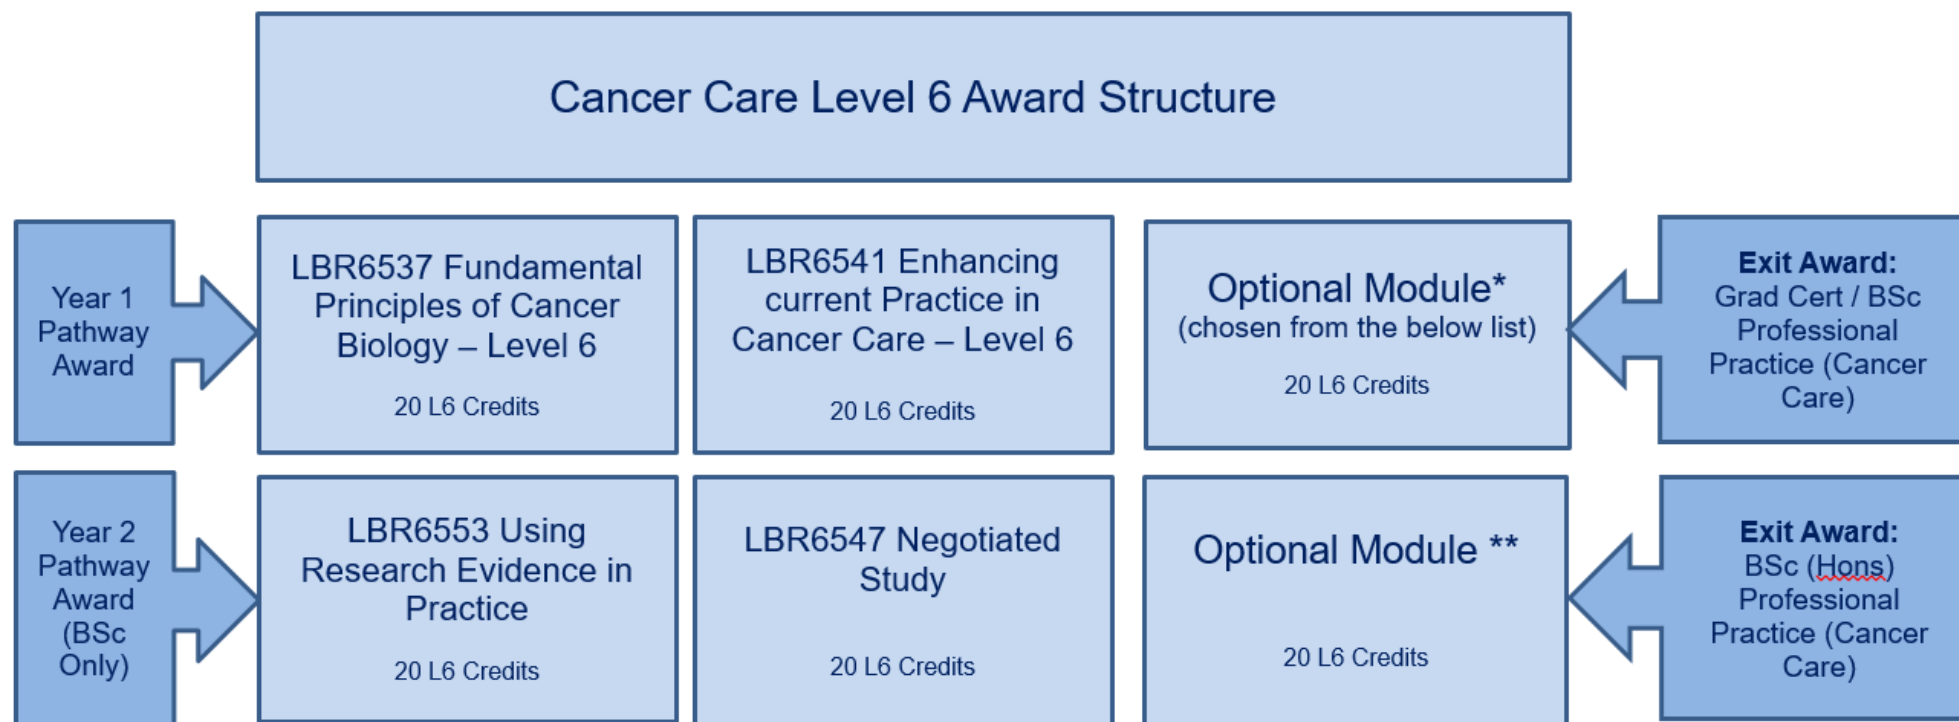 Cancer Care Level 6 Award Structure
Year 1
Pathway
Award
LBR6537 Fundamental
Principles of Cancer
Biology – Level 6
20 L6 Credits
LBR6541 Enhancing
current Practice in
Cancer Care – Level 6
20 L6 Credits
Optional Module*
(chosen from the below list)
20 L6 Credits
Exit Award:
Grad Cert / BSc
Professional
Practice (Cancer
Care)
Year 2
Pathway
Award
(BSc
Only)
LBR6553 Using
Research Evidence in
Practice
20 L6 Credits
LBR6547 Negotiated
Study
20 L6 Credits
Optional Module **
20 L6 Credits
Exit Award:
BSc (Hons)
Professional
Practice (Cancer
Care)